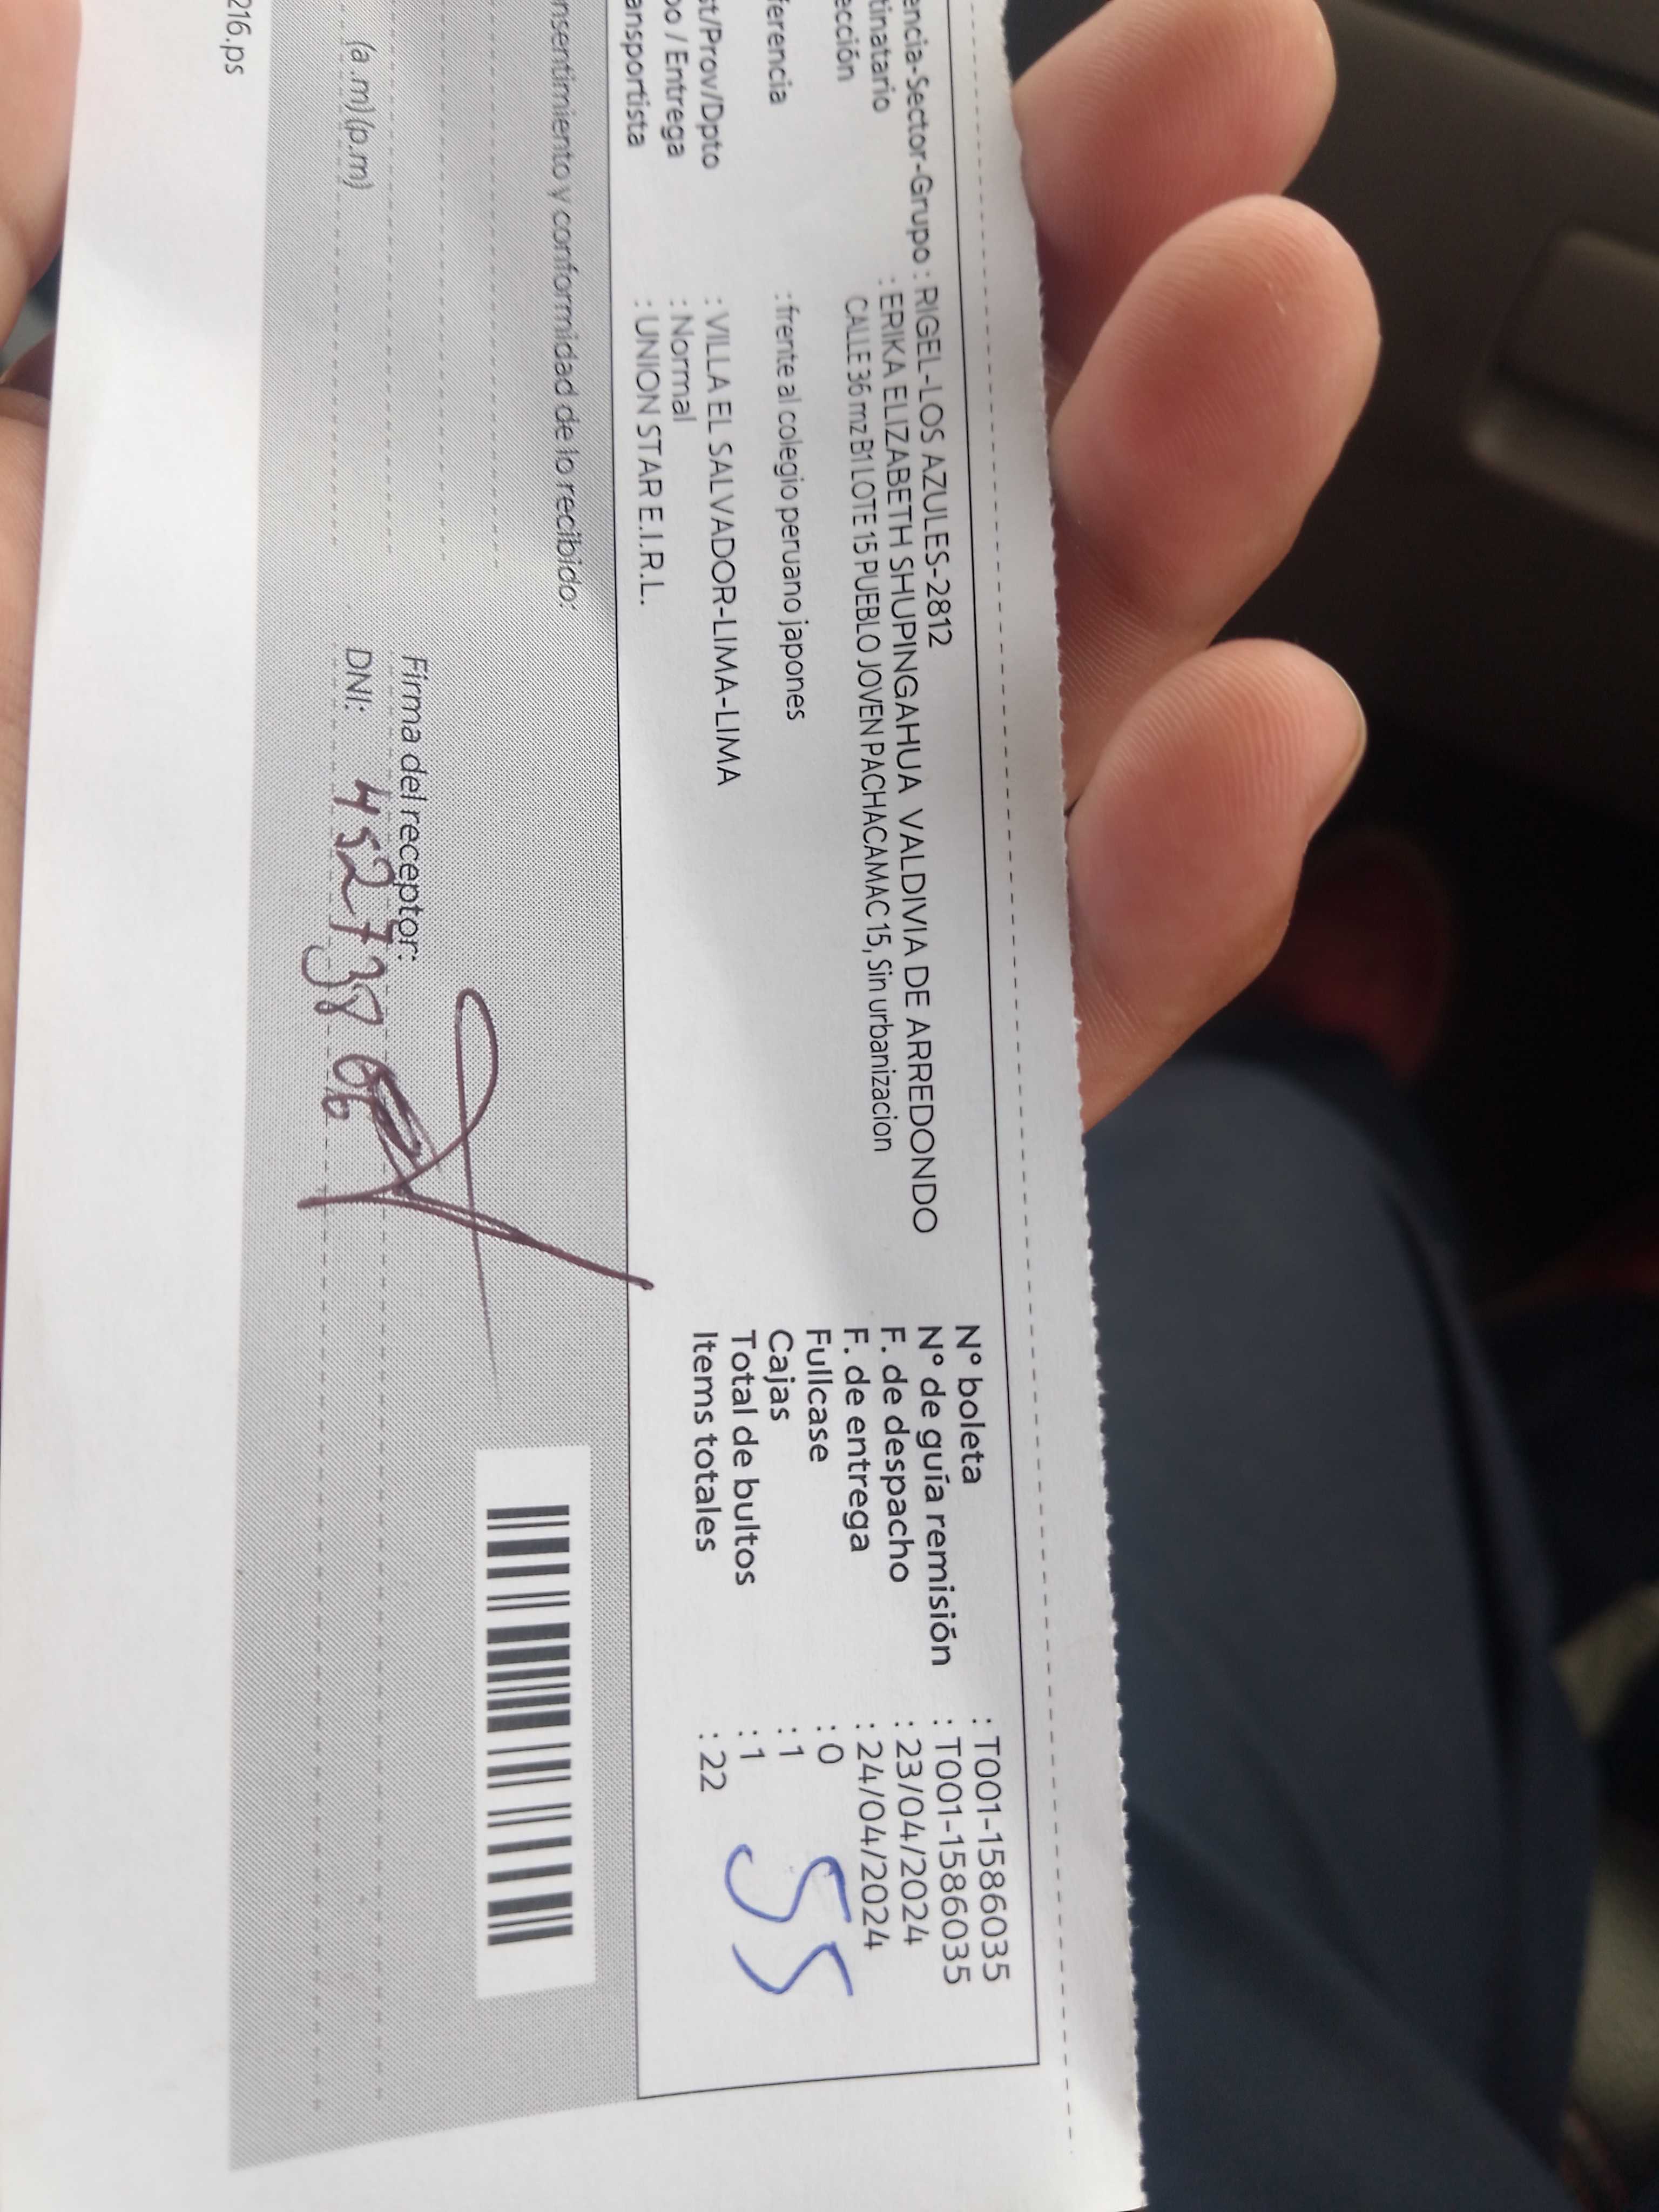 encia-Sector-Grupo : RIGEL-LOS AZULES-2812
tinatario : ERIKA ELIZABETH SHUPINGAHUA VALDIVIA DE ARREDONDO
ección CALLE 36 mz B1 LOTE 15 PUEBLO JOVEN PACHACAMAC 15, Sin urbanizacion
ferencia : frente al colegio peruano japones
st/Prov/Dpto : VILLA EL SALVADOR-LIMA-LIMA
po / Entrega : Normal
ansportista : UNION STAR E.I.R.L.
N° boleta : T001-1586035
N° de guía remisión : T001-1586035
F. de despacho : 23/04/2024
F. de entrega : 24/04/2024
Fullcase : 0
Cajas : 1
Total de bultos : 1
Items totales : 22
55
nsentimiento y conformidad de lo recibido:
Firma del receptor:
(a.m)(p.m) DNI: 45273806
216.ps